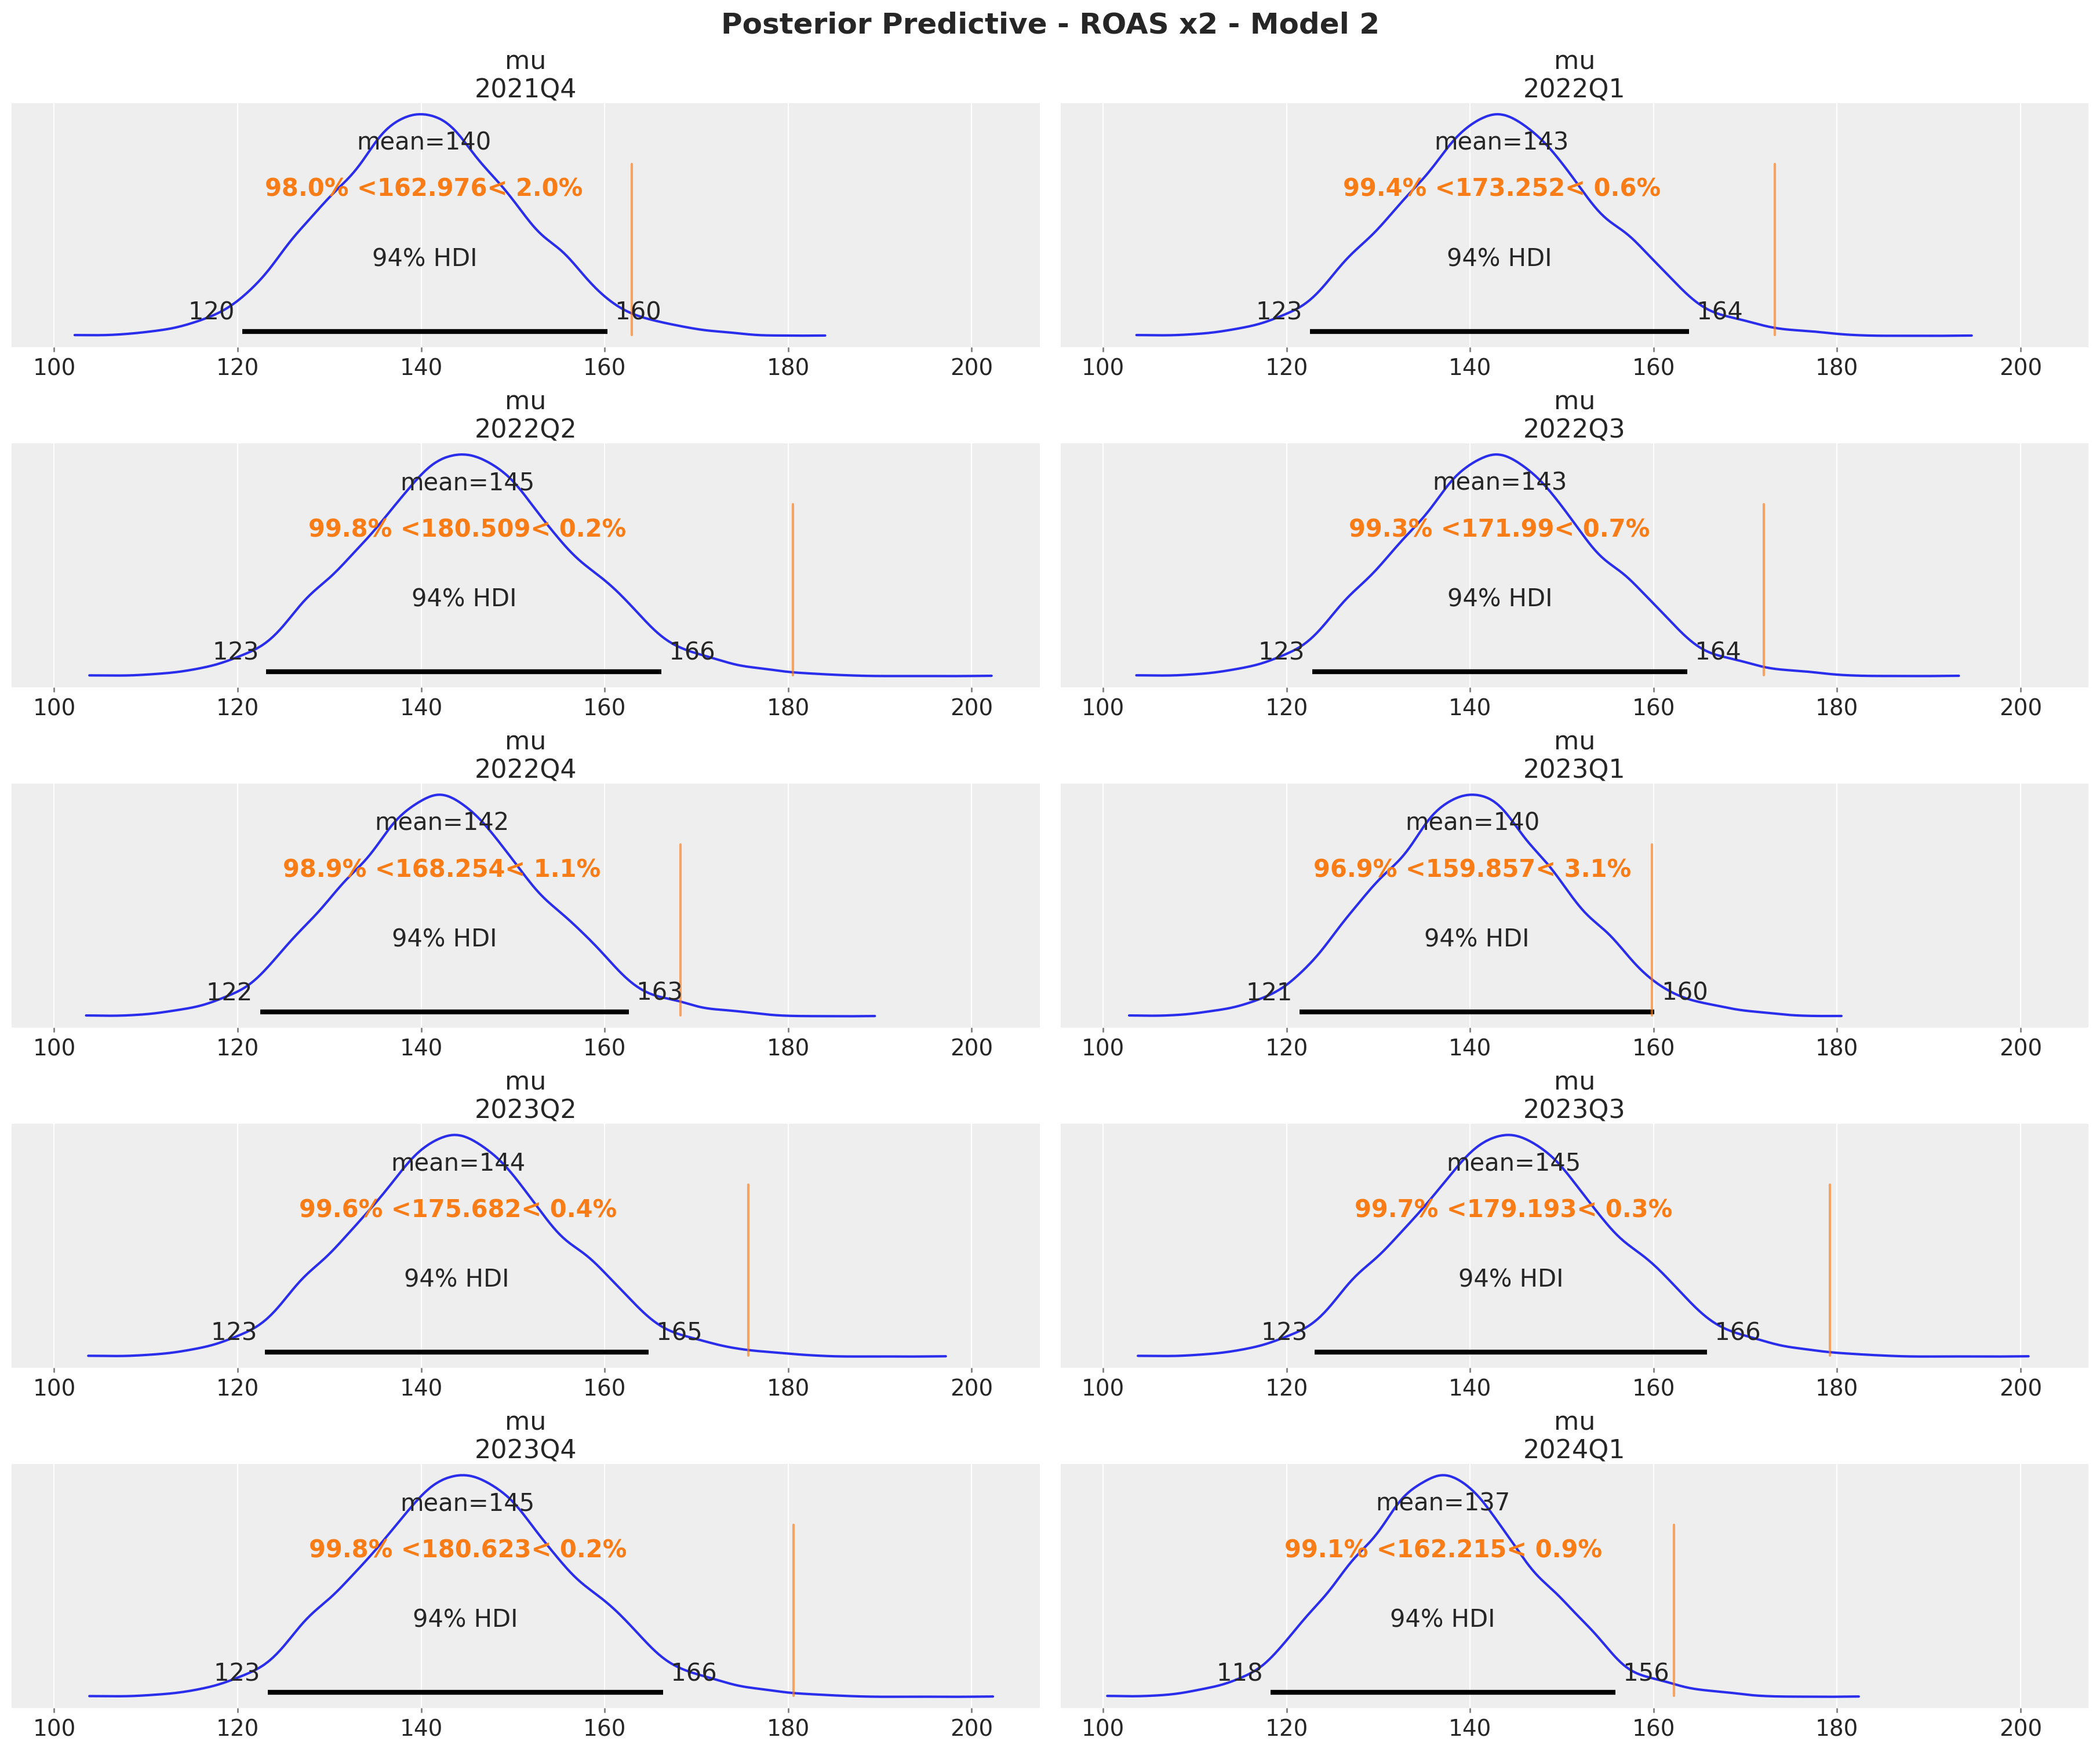 Posterior Predictive - ROAS x2 - Model 2
mu
2021Q4
mean=140
98.0% <162.976< 2.0%
94% HDI
120
160
100 120 140 160 180 200
mu
2022Q1
mean=143
99.4% <173.252< 0.6%
94% HDI
123
164
100 120 140 160 180 200
mu
2022Q2
mean=145
99.8% <180.509< 0.2%
94% HDI
123
166
100 120 140 160 180 200
mu
2022Q3
mean=143
99.3% <171.99< 0.7%
94% HDI
123
164
100 120 140 160 180 200
mu
2022Q4
mean=142
98.9% <168.254< 1.1%
94% HDI
122
163
100 120 140 160 180 200
mu
2023Q1
mean=140
96.9% <159.857< 3.1%
94% HDI
121
160
100 120 140 160 180 200
mu
2023Q2
mean=144
99.6% <175.682< 0.4%
94% HDI
123
165
100 120 140 160 180 200
mu
2023Q3
mean=145
99.7% <179.193< 0.3%
94% HDI
123
166
100 120 140 160 180 200
mu
2023Q4
mean=145
99.8% <180.623< 0.2%
94% HDI
123
166
100 120 140 160 180 200
mu
2024Q1
mean=137
99.1% <162.215< 0.9%
94% HDI
118
156
100 120 140 160 180 200